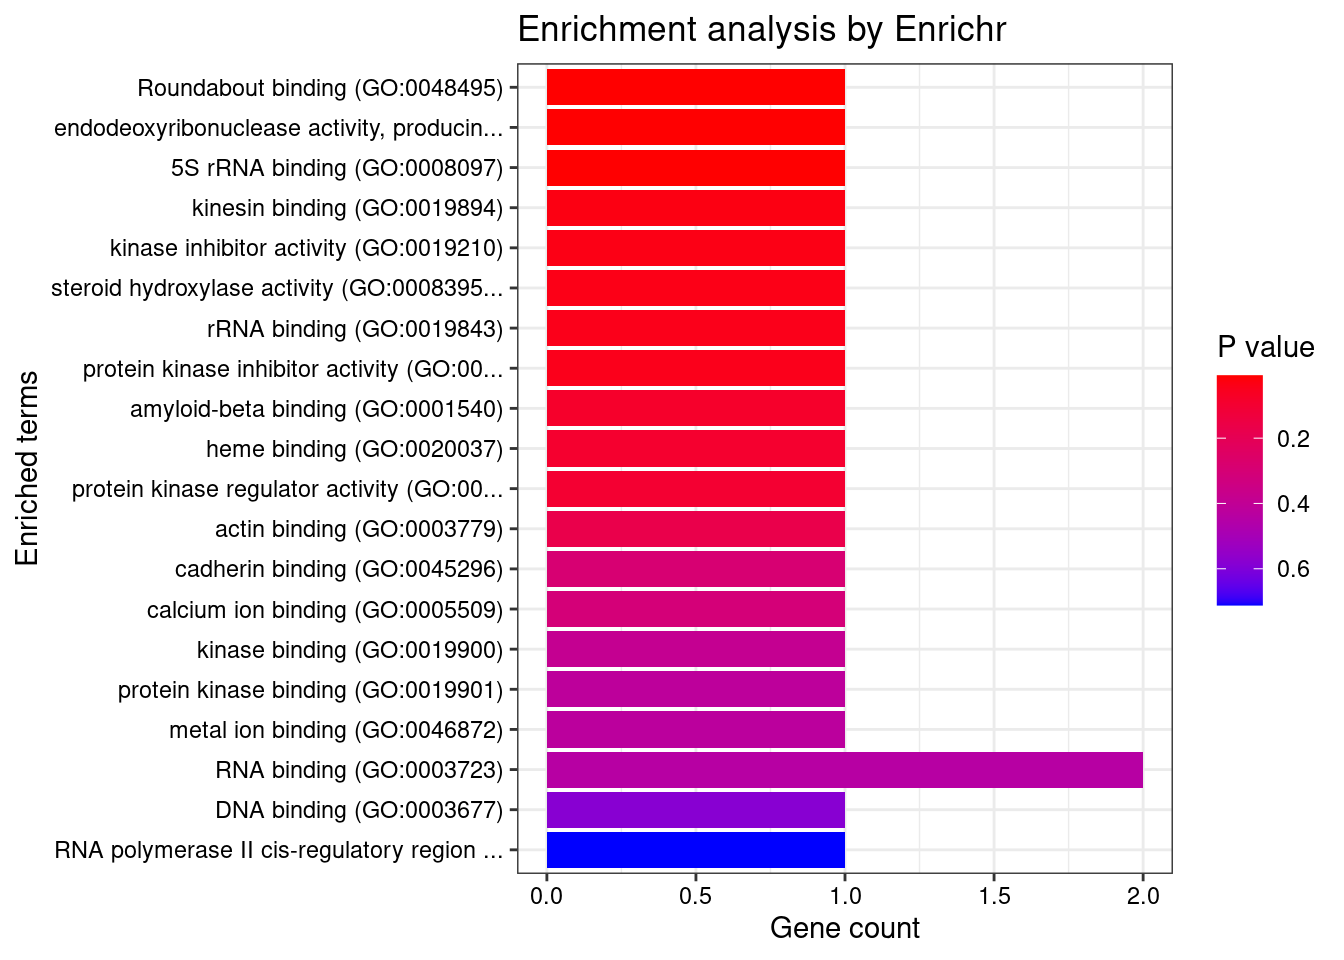 Enrichment analysis by Enrichr
Roundabout binding (GO:0048495)
endodeoxyribonuclease activity, producin...
5S rRNA binding (GO:0008097)
kinesin binding (GO:0019894)
kinase inhibitor activity (GO:0019210)
steroid hydroxylase activity (GO:0008395...
rRNA binding (GO:0019843)
protein kinase inhibitor activity (GO:00...
amyloid-beta binding (GO:0001540)
heme binding (GO:0020037)
protein kinase regulator activity (GO:00...
actin binding (GO:0003779)
cadherin binding (GO:0045296)
calcium ion binding (GO:0005509)
kinase binding (GO:0019900)
protein kinase binding (GO:0019901)
metal ion binding (GO:0046872)
RNA binding (GO:0003723)
DNA binding (GO:0003677)
RNA polymerase II cis-regulatory region ...
Enriched terms
0.0 0.5 1.0 1.5 2.0
Gene count
P value
0.2
0.4
0.6